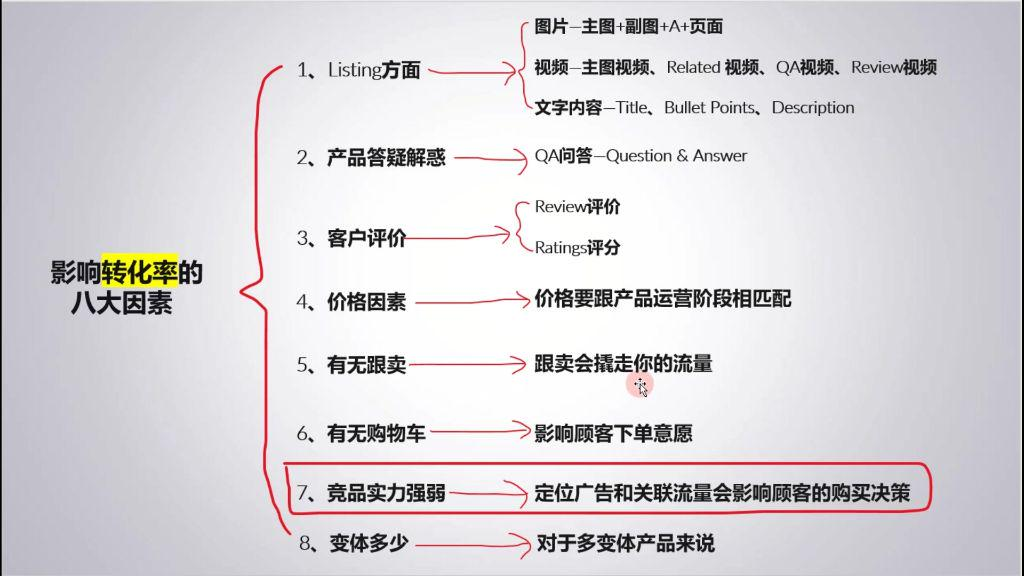 影响转化率的
八大因素
1、Listing方面
图片—主图+副图+A+页面
视频—主图视频、Related 视频、QA视频、Review视频
文字内容—Title、Bullet Points、Description
2、产品答疑解惑
QA问答—Question & Answer
3、客户评价
Review评价
Ratings评分
4、价格因素
价格要跟产品运营阶段相匹配
5、有无跟卖
跟卖会撬走你的流量
6、有无购物车
影响顾客下单意愿
7、竞品实力强弱
定位广告和关联流量会影响顾客的购买决策
8、变体多少
对于多变体产品来说